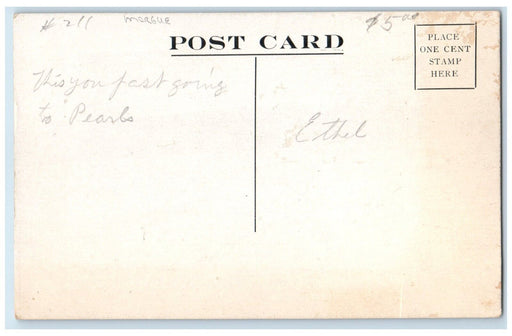 # 211
$5.00
POST CARD
PLACE
ONE CENT
STAMP
HERE
This you fast going
to Pearls
Ethel